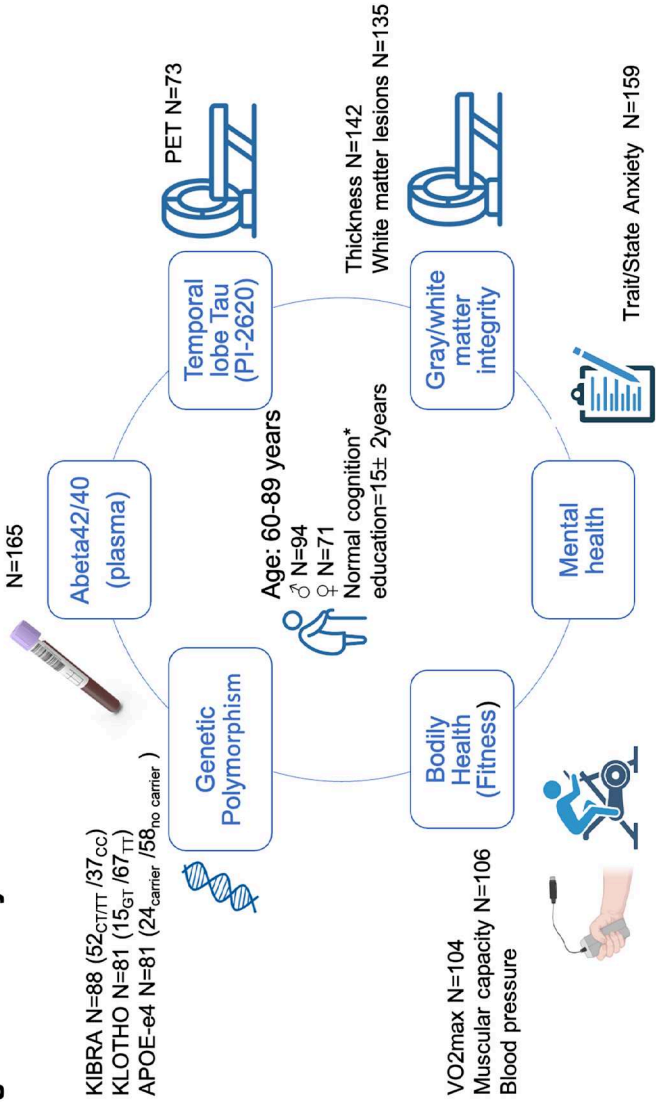 N=165
Abeta42/40
(plasma)
PET N=73
Temporal
lobe Tau
(PI-2620)
Thickness N=142
White matter lesions N=135
Gray/white
matter
integrity
Trait/State Anxiety N=159
Mental
health
Bodily
Health
(Fitness)
VO2max N=104
Muscular capacity N=106
Blood pressure
Genetic
Polymorphism
KIBRA N=88 (52CT/TT /37CC)
KLOTHO N=81 (15GT /67TT)
APOE-e4 N=81 (24carrier /58no carrier )
Age: 60-89 years
♂ N=94
♀ N=71
Normal cognition*
education=15± 2years